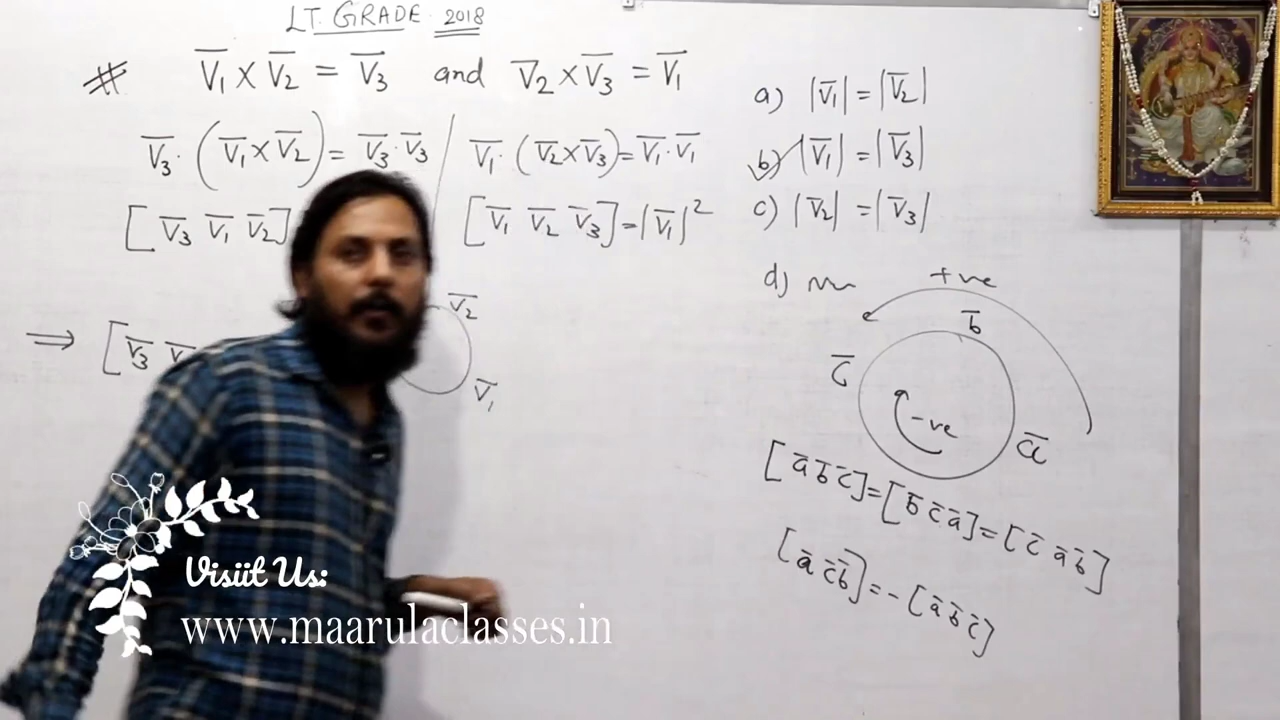 LT. GRADE 2018
# V̅₁ × V̅₂ = V̅₃ and V̅₂ × V̅₃ = V̅₁
V̅₃ · (V̅₁ × V̅₂) = V̅₃ · V̅₃
[V̅₃ V̅₁ V̅₂]
⇒ [V̅₃
V̅₁ · (V̅₂ × V̅₃) = V̅₁ · V̅₁
[V̅₁ V̅₂ V̅₃] = |V̅₁|²
V̅₂
V̅₁
a) |V̅₁| = |V̅₂|
b) |V̅₁| = |V̅₃|
c) |V̅₂| = |V̅₃|
d)
+ve
b̅
c̅
-ve
a̅
[a̅ b̅ c̅] = [b̅ c̅ a̅] = [c̅ a̅ b̅]
[a̅ c̅ b̅] = - [a̅ b̅ c̅]
Visiit Us:
www.maarulaclasses.in